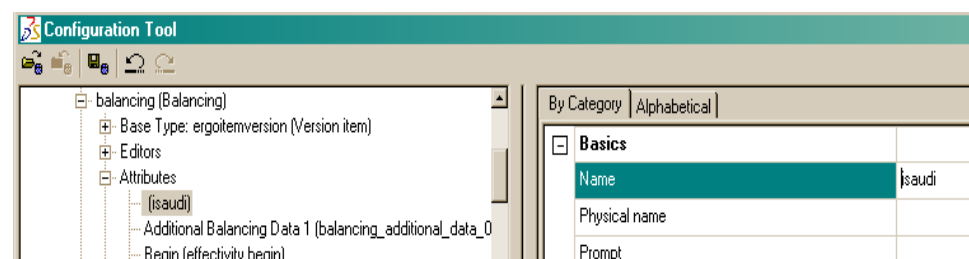 Configuration Tool
balancing (Balancing)
Base Type: ergoitemversion (Version item)
Editors
Attributes
(isaudi)
Additional Balancing Data 1 (balancing_additional_data_0
Begin (effectivity begin)
By Category Alphabetical
Basics
Name isaudi
Physical name
Prompt